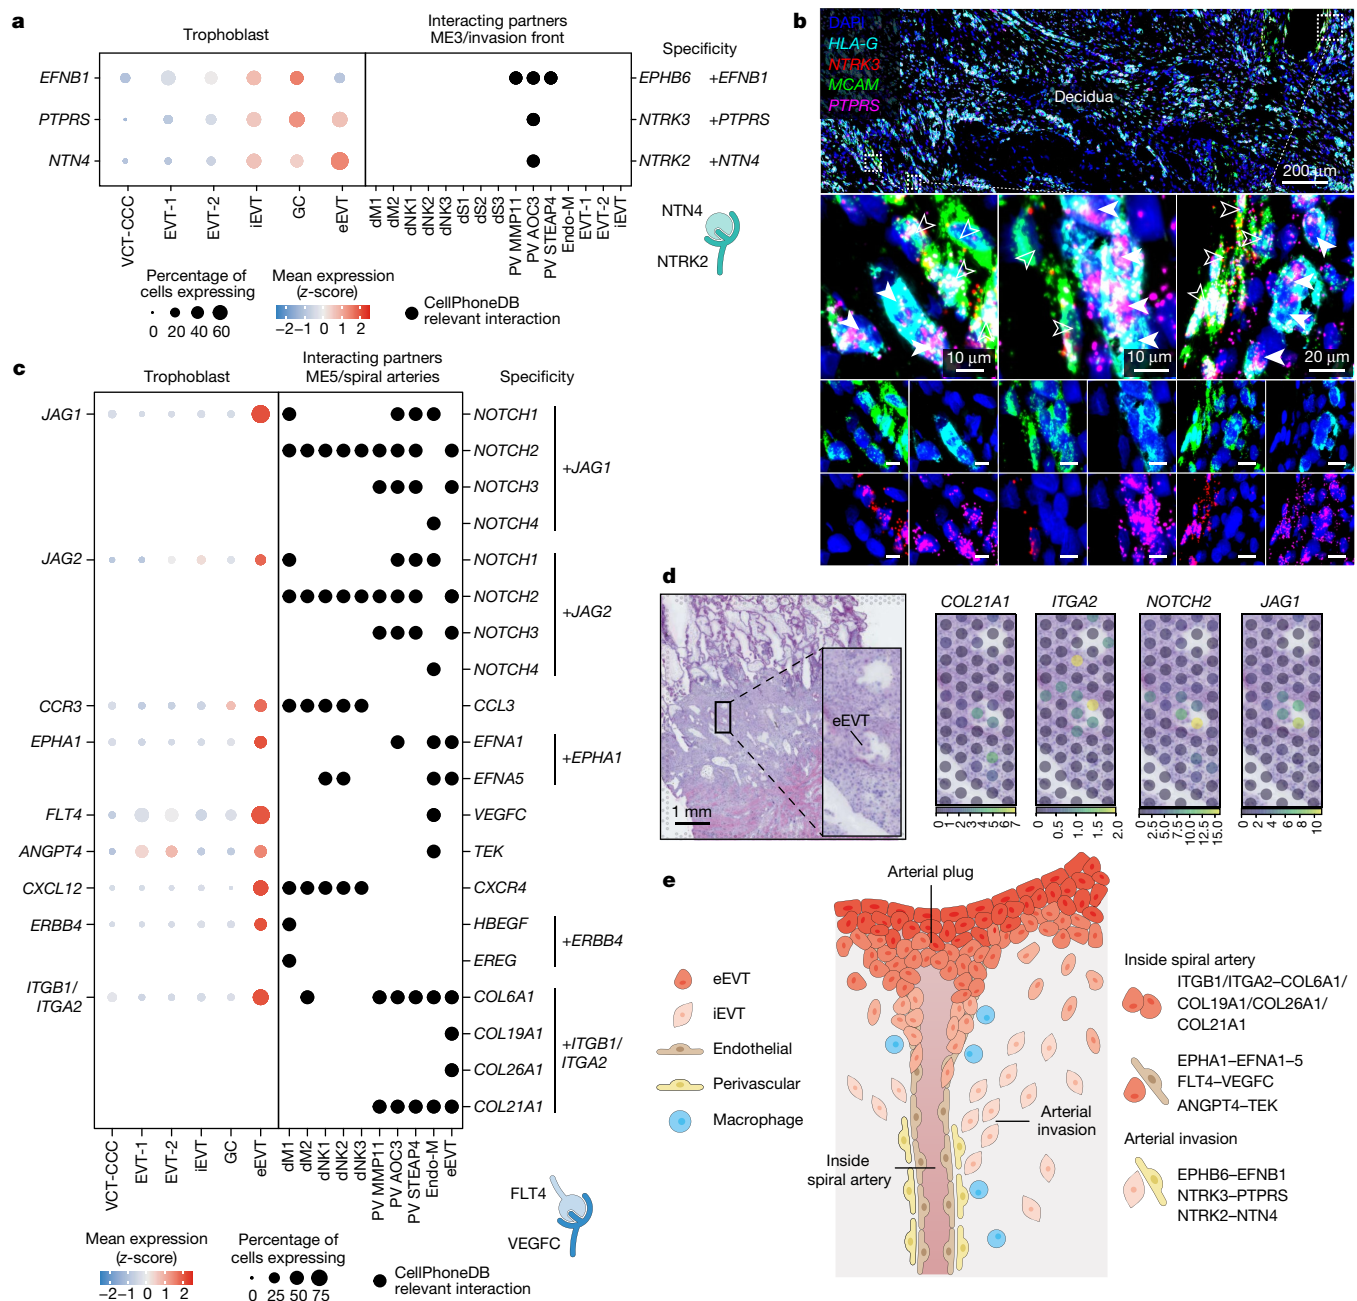 a
Trophoblast
Interacting partners
ME3/invasion front
Specificity
EFNB1
EPHB6 +EFNB1
PTPRS
NTRK3 +PTPRS
NTN4
NTRK2 +NTN4
VCT-CCC
EVT-1
EVT-2
iEVT
GC
eEVT
dM1
dM2
dNK1
dNK2
dNK3
dS1
dS2
dS3
PV MMP11
PV AOC3
PV STEAP4
Endo-M
EVT-1
EVT-2
iEVT
NTN4
NTRK2
Percentage of
cells expressing
0 20 40 60
Mean expression
(z-score)
−2 −1 0 1 2
CellPhoneDB
relevant interaction
b
DAPI
HLA-G
NTRK3
MCAM
PTPRS
Decidua
200 μm
10 μm
10 μm
20 μm
c
Trophoblast
Interacting partners
ME5/spiral arteries
Specificity
JAG1
NOTCH1
NOTCH2
NOTCH3
NOTCH4
+JAG1
JAG2
NOTCH1
NOTCH2
NOTCH3
NOTCH4
+JAG2
CCR3
CCL3
EPHA1
EFNA1
EFNA5
+EPHA1
FLT4
VEGFC
ANGPT4
TEK
CXCL12
CXCR4
ERBB4
HBEGF
EREG
+ERBB4
ITGB1/
ITGA2
COL6A1
COL19A1
COL26A1
COL21A1
+ITGB1/
ITGA2
VCT-CCC
EVT-1
EVT-2
iEVT
GC
eEVT
dM1
dM2
dNK1
dNK2
dNK3
PV MMP11
PV AOC3
PV STEAP4
Endo-M
eEVT
FLT4
VEGFC
Mean expression
(z-score)
−2 −1 0 1 2
Percentage of
cells expressing
0 25 50 75
CellPhoneDB
relevant interaction
d
eEVT
1 mm
COL21A1
0 1 2 3 4 5 6 7
ITGA2
0 0.5 1.0 1.5 2.0
NOTCH2
0 2.5 5.0 7.5 10.0 12.5 15.0
JAG1
0 2 4 6 8 10
e
Arterial plug
eEVT
iEVT
Endothelial
Perivascular
Macrophage
Inside
spiral artery
Arterial
invasion
Inside spiral artery
ITGB1/ITGA2–COL6A1/
COL19A1/COL26A1/
COL21A1
EPHA1–EFNA1–5
FLT4–VEGFC
ANGPT4–TEK
Arterial invasion
EPHB6–EFNB1
NTRK3–PTPRS
NTRK2–NTN4